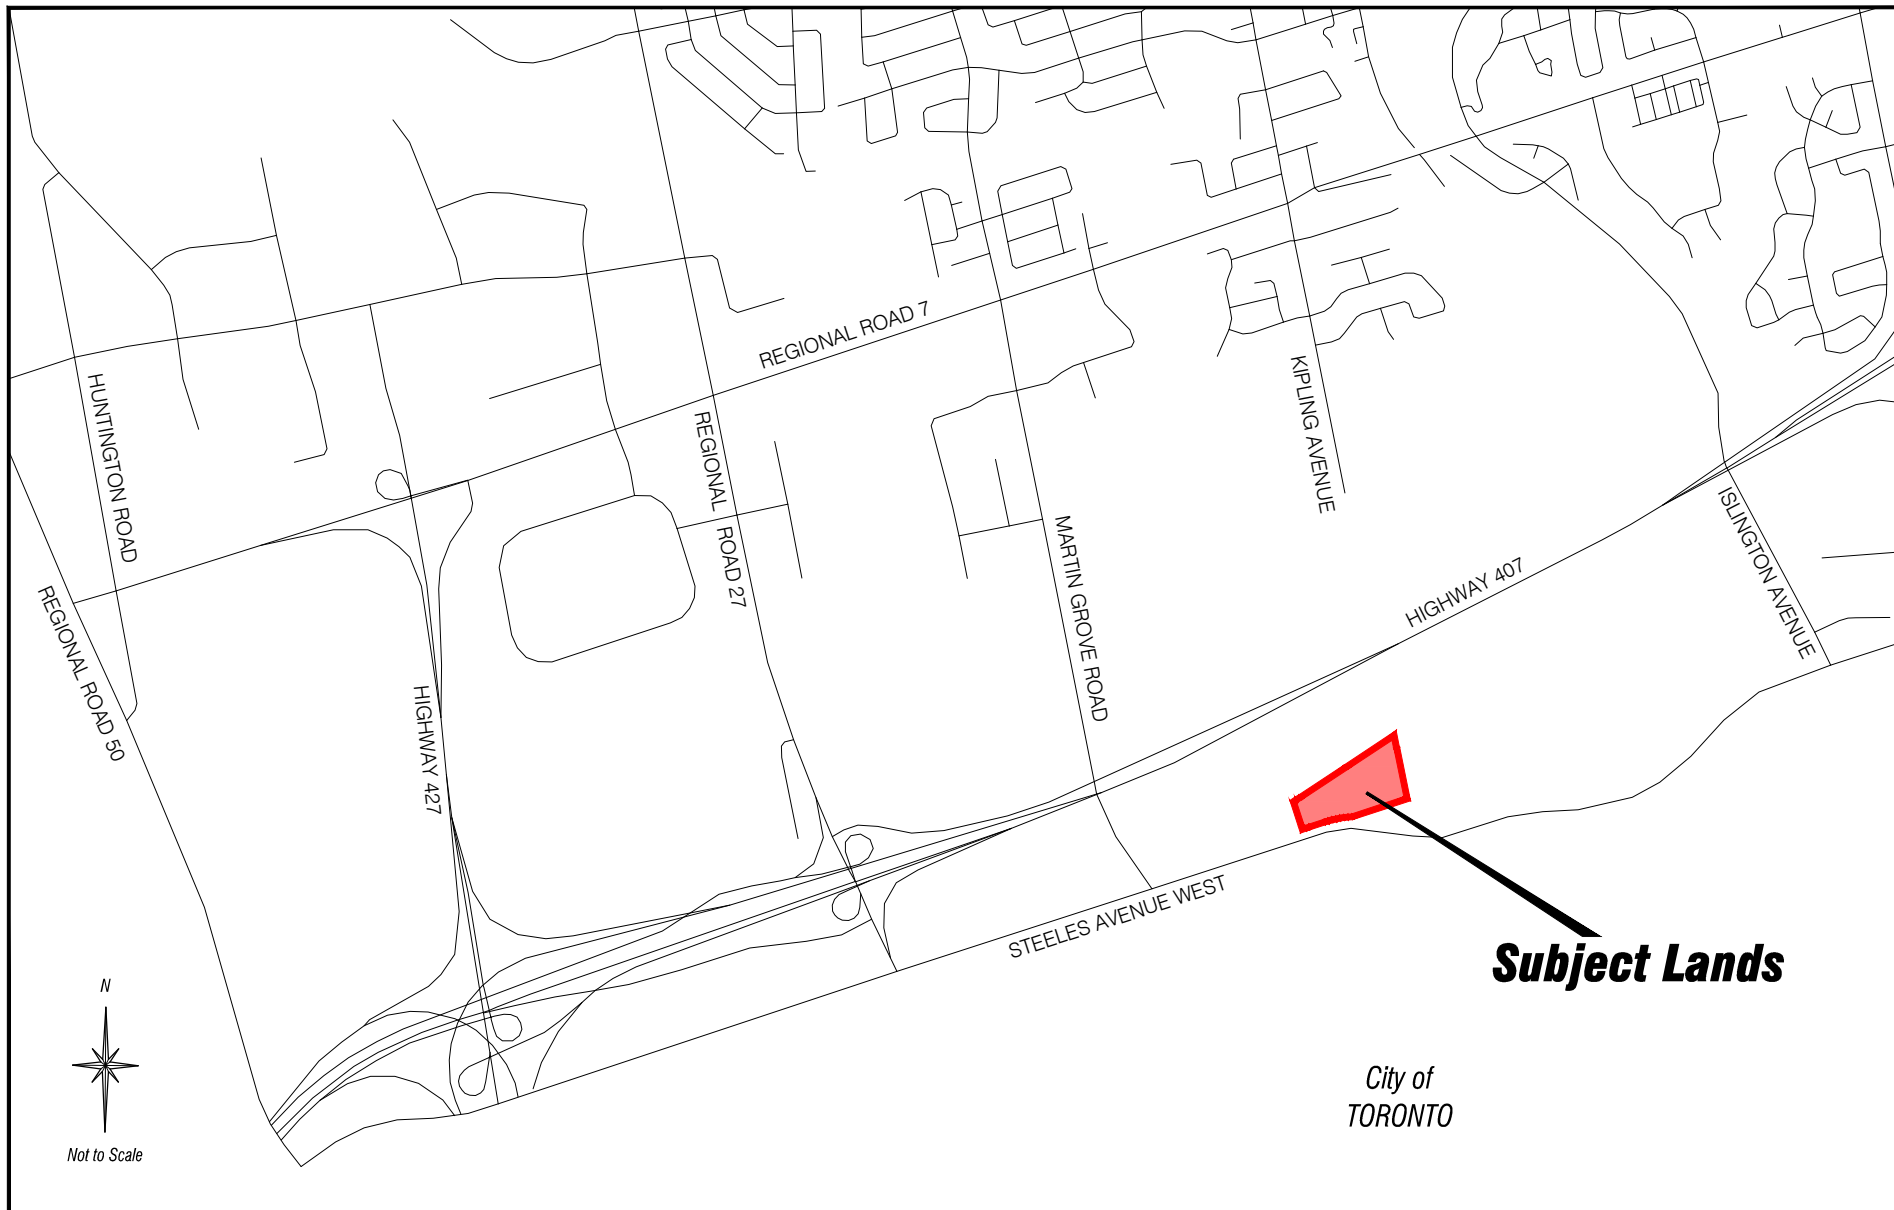 REGIONAL ROAD 7
HUNTINGTON ROAD
REGIONAL ROAD 27
KIPLING AVENUE
ISLINGTON AVENUE
MARTIN GROVE ROAD
HIGHWAY 407
REGIONAL ROAD 50
HIGHWAY 427
STEELES AVENUE WEST
Subject Lands
N
Not to Scale
City of
TORONTO